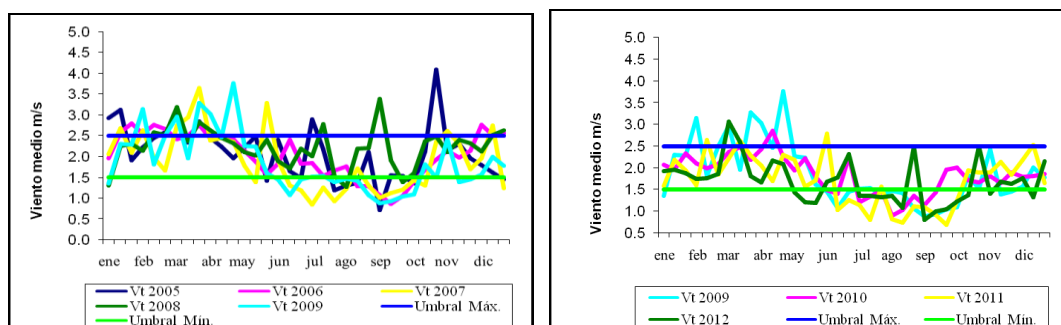 Viento medio m/s
5.0
4.5
4.0
3.5
3.0
2.5
2.0
1.5
1.0
0.5
0.0
ene feb mar abr may jun jul ago sep oct nov dic
Vt 2005 Vt 2006 Vt 2007
Vt 2008 Vt 2009 Umbral Máx.
Umbral Mín.
Viento medio m/s
5.0
4.5
4.0
3.5
3.0
2.5
2.0
1.5
1.0
0.5
ene feb mar abr may jun jul ago sep oct nov dic
Vt 2009 Vt 2010 Vt 2011
Vt 2012 Umbral Máx. Umbral Mín.